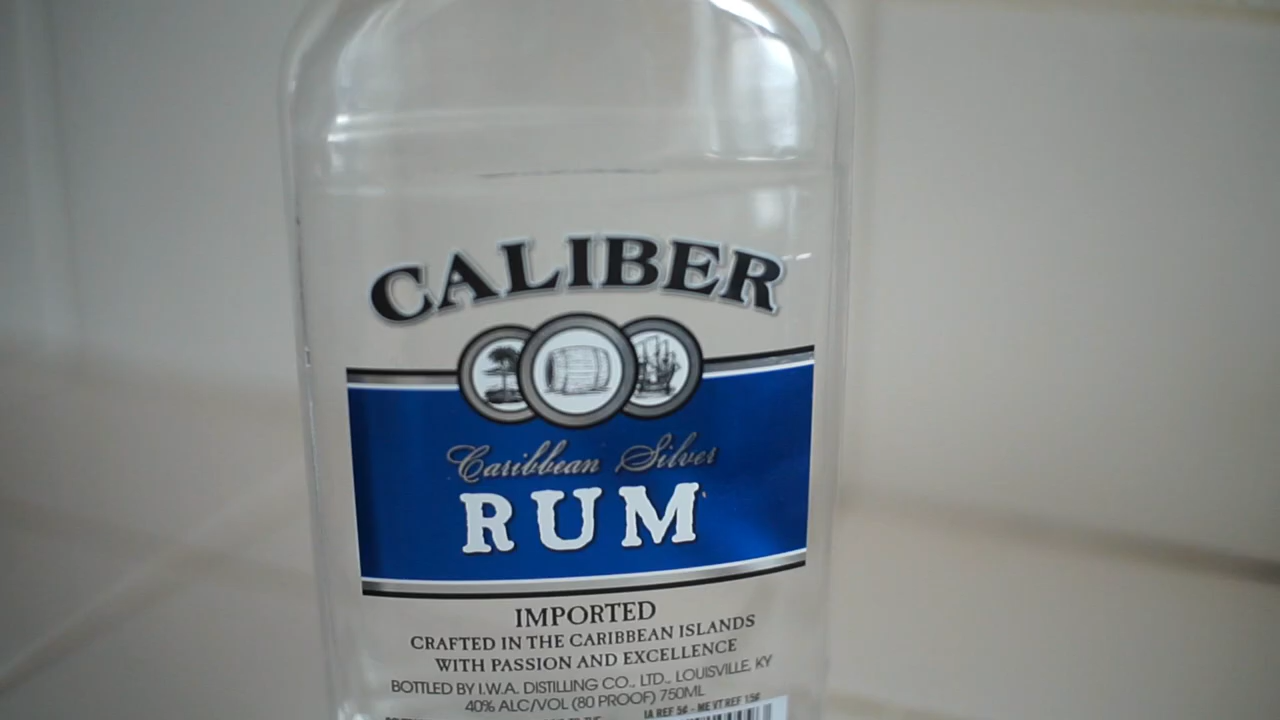 CALIBER
Caribbean Silver
RUM
IMPORTED
CRAFTED IN THE CARIBBEAN ISLANDS
WITH PASSION AND EXCELLENCE
BOTTLED BY I.W.A. DISTILLING CO., LTD., LOUISVILLE, KY
40% ALC/VOL (80 PROOF) 750ML
IA REF 5¢ - ME VT REF 15¢